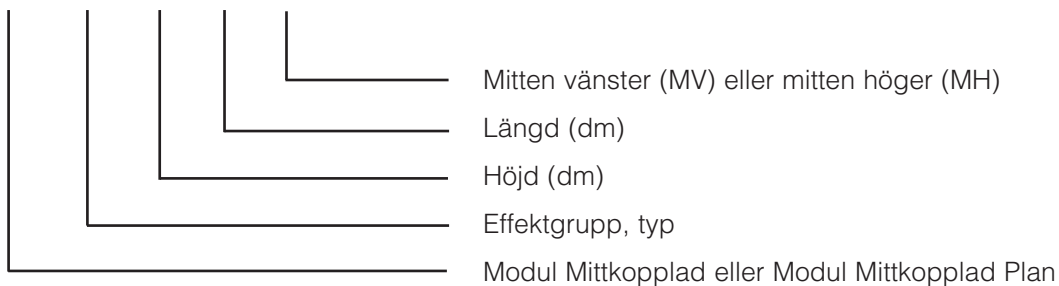 Mitten vänster (MV) eller mitten höger (MH)
Längd (dm)
Höjd (dm)
Effektgrupp, typ
Modul Mittkopplad eller Modul Mittkopplad Plan